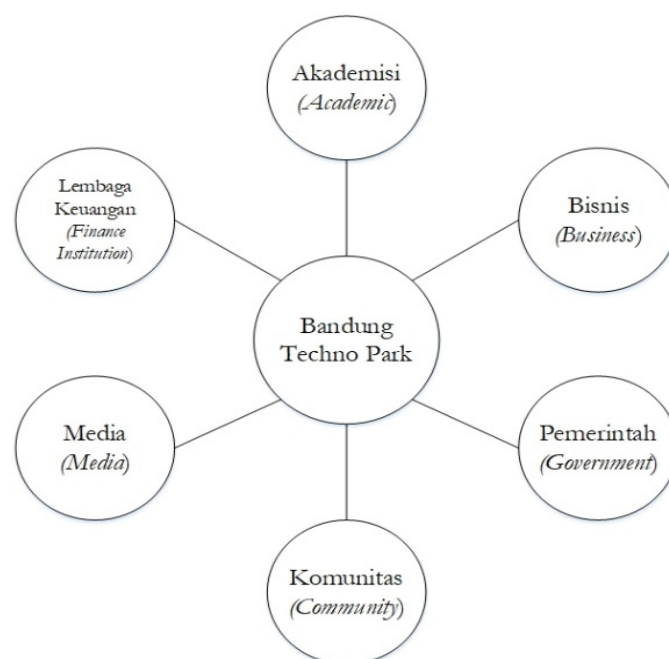 Akademisi
(Academic)
Lembaga
Keuangan
(Finance
Institution)
Bisnis
(Business)
Bandung
Techno Park
Media
(Media)
Pemerintah
(Government)
Komunitas
(Community)